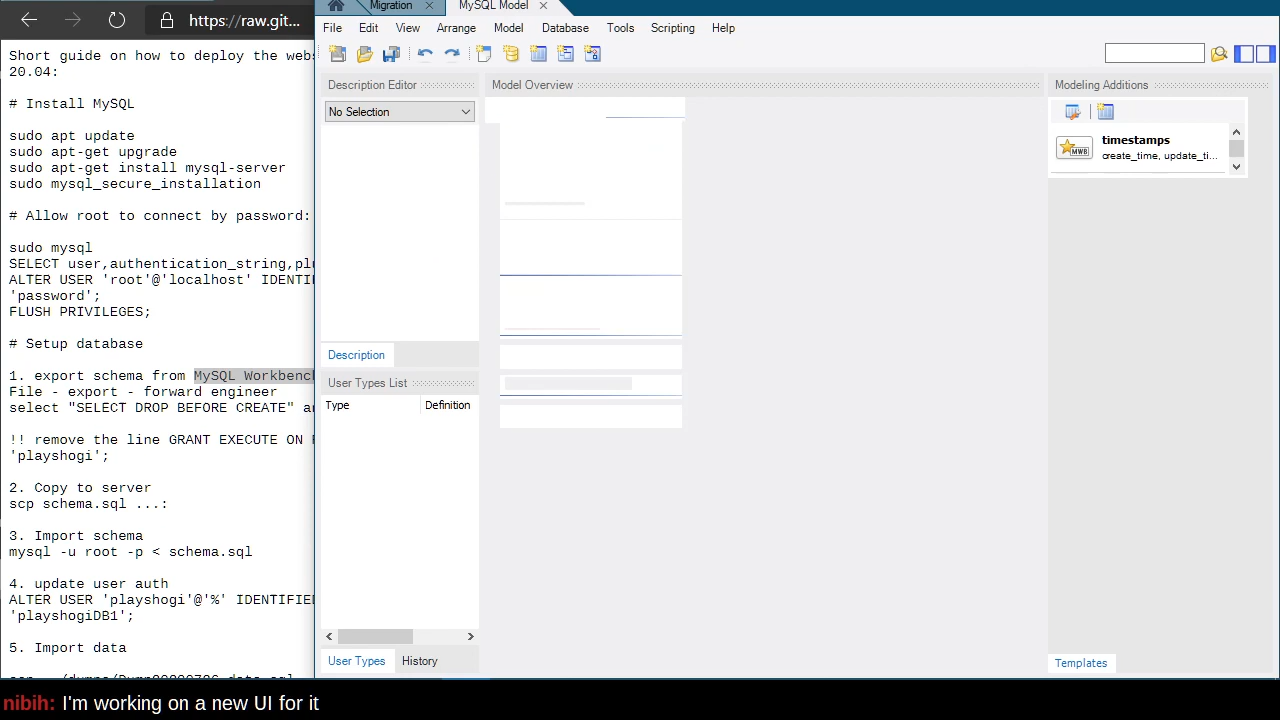 https://raw.git...
Short guide on how to deploy the
20.04:
# Install MySQL
sudo apt update
sudo apt-get upgrade
sudo apt-get install mysql-server
sudo mysql_secure_installation
# Allow root to connect by password:
sudo mysql
SELECT user,authentication_string,
ALTER USER 'root'@'localhost'
'password';
FLUSH PRIVILEGES;
# Setup database
1. export schema from MySQL Workbenc
File - export - forward engineer
select "SELECT DROP BEFORE CREATE"
!! remove the line GRANT EXECUTE ON
'playshogi';
2. Copy to server
scp schema.sql ...:
3. Import schema
mysql -u root -p < schema.sql
4. update user auth
ALTER USER 'playshogi'@'%' IDENTIFIE
'playshogiDB1';
5. Import data
Migration
MySQL Model
File Edit View Arrange Model Database Tools Scripting Help
Description Editor
No Selection
Description
User Types List
Type Definition
User Types History
Model Overview
Modeling Additions
timestamps
create_time, update_ti...
MWB
Templates
nibih: I'm working on a new UI for it